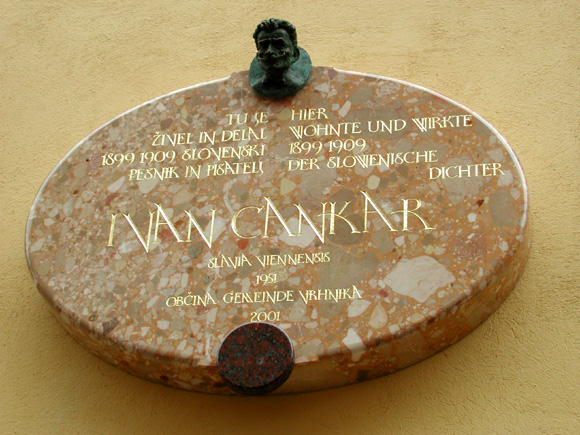 TU JE
ŽIVEL IN DELAL
1899 1909 SLOVENSKI
PESNIK IN PISATELJ
HIER
WOHNTE UND WIRKTE
1899 1909
DER SLOWENISCHE
DICHTER
IVAN CANKAR
SLAVIA VIENNENSIS
1951
OBČINA GEMEINDE VRHNIKA
2001